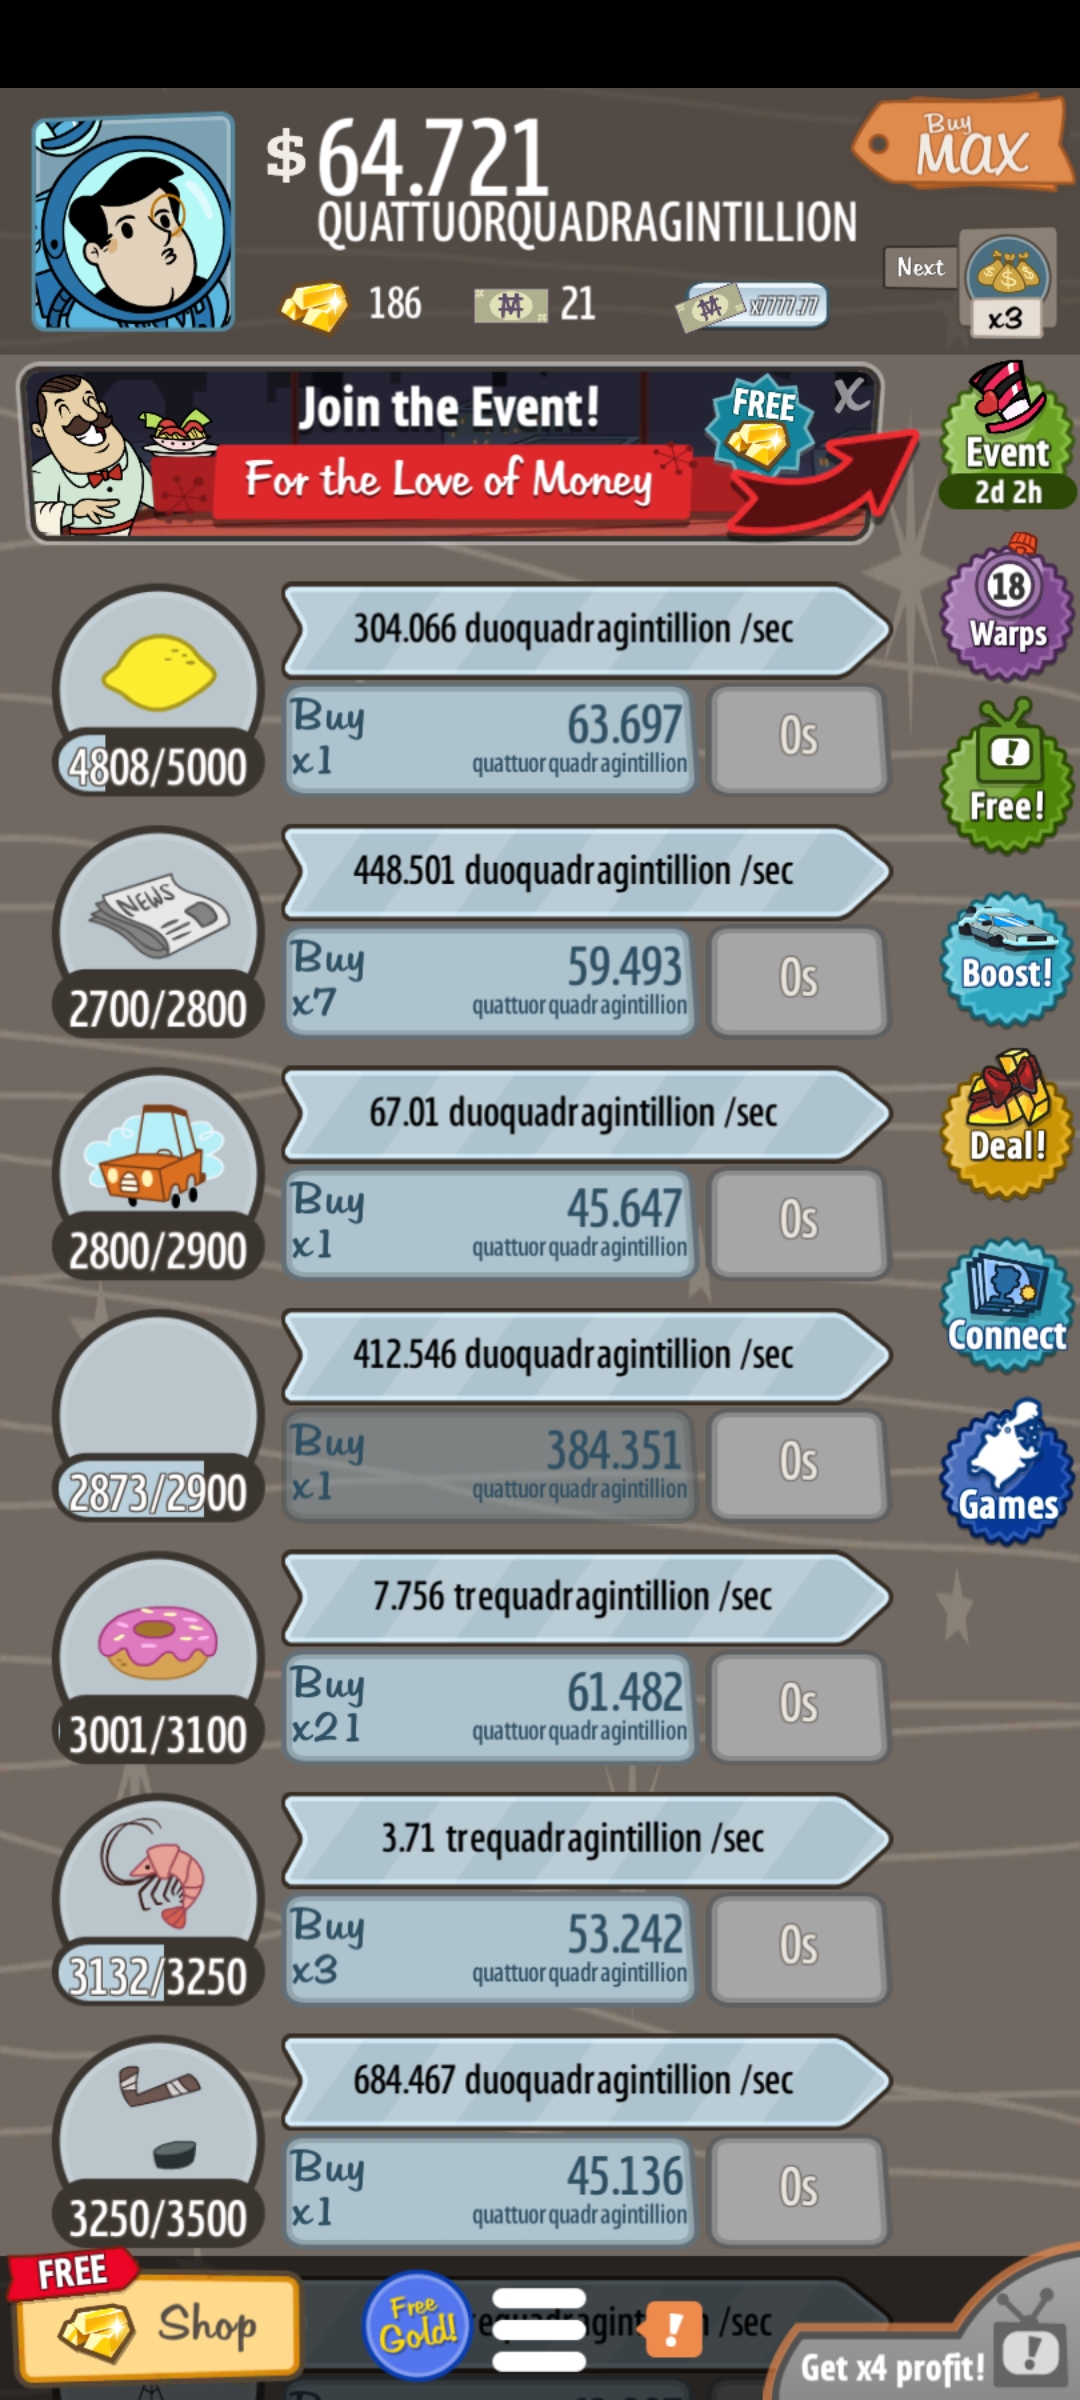 $ 64.721
QUATTUORQUADRAGINTILLION
Buy
MAX
186
21
x7777.77
Next
x3
Join the Event!
For the Love of Money
FREE
X
Event
2d 2h
18
Warps
!
Free!
Boost!
Deal!
Connect
Games
304.066 duoquadragintillion /sec
4808/5000
Buy
x1
63.697
quattuorquadragintillion
0s
448.501 duoquadragintillion /sec
NEWS
2700/2800
Buy
x7
59.493
quattuorquadragintillion
0s
67.01 duoquadragintillion /sec
2800/2900
Buy
x1
45.647
quattuorquadragintillion
0s
412.546 duoquadragintillion /sec
2873/2900
Buy
x1
384.351
quattuorquadragintillion
0s
7.756 trequadragintillion /sec
3001/3100
Buy
x21
61.482
quattuorquadragintillion
0s
3.71 trequadragintillion /sec
3132/3250
Buy
x3
53.242
quattuorquadragintillion
0s
684.467 duoquadragintillion /sec
3250/3500
Buy
x1
45.136
quattuorquadragintillion
0s
FREE
Shop
Free
Gold!
!
/sec
Get x4 profit!
!
Buy